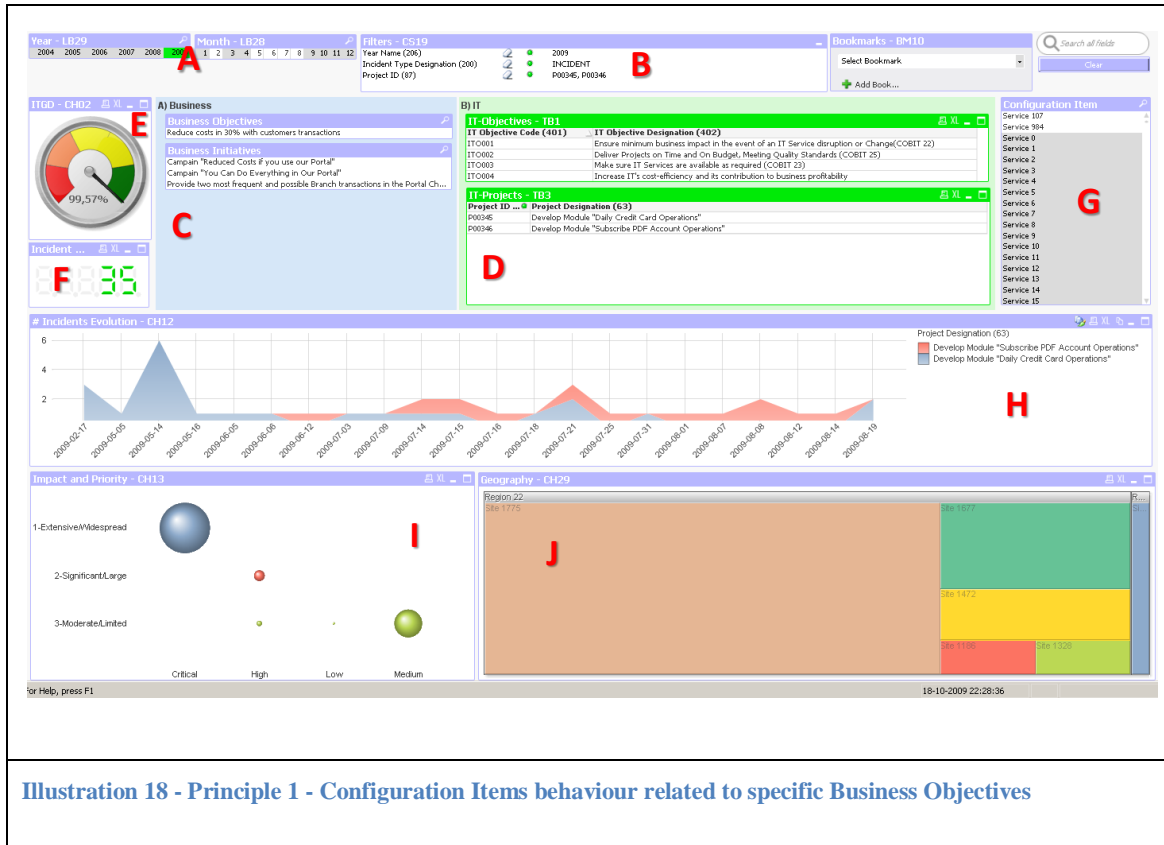 Year - LB29
2004 2005 2006 2007 2008
A
Month - LB28
1 2 3 4 5 6 7 8 9 10 11 12
Filters - CS19
Year Name (206) 2009
Incident Type Designation (200) INCIDENT
Project ID (87) P00345, P00346
B
Bookmarks - BM10
Select Bookmark
Add Book...
Search all fields
Clear
ITGD - CH02 XL
E
99,57%
Incident ... XL
F
35
A) Business
Business Objectives
Reduce costs in 30% with customers transactions
Business Initiatives
Campain "Reduced Costs if you use our Portal"
Campain "You Can Do Everything in Our Portal"
Provide two most frequent and possible Branch transactions in the Portal Ch...
C
B) IT
IT-Objectives - TB1 XL
IT Objective Code (401) IT Objective Designation (402)
ITO001 Ensure minimum business impact in the event of an IT Service disruption or Change(COBIT 22)
ITO002 Deliver Projects on Time and On Budget, Meeting Quality Standards (COBIT 25)
ITO003 Make sure IT Services are available as required (COBIT 23)
ITO004 Increase IT's cost-efficiency and its contribution to business profitability
IT-Projects - TB3 XL
Project ID ... Project Designation (63)
P00345 Develop Module "Daily Credit Card Operations"
P00346 Develop Module "Subscribe PDF Account Operations"
D
Configuration Item
Service 107
Service 984
Service 0
Service 1
Service 2
Service 3
Service 4
Service 5
Service 6
Service 7
Service 8
Service 9
Service 10
Service 11
Service 12
Service 13
Service 14
Service 15
G
# Incidents Evolution - CH12 XL
6
4
2
2009-02-17 2009-05-05 2009-05-14 2009-05-16 2009-06-05 2009-06-06 2009-06-12 2009-07-03 2009-07-09 2009-07-14 2009-07-15 2009-07-16 2009-07-18 2009-07-21 2009-07-25 2009-07-31 2009-08-01 2009-08-07 2009-08-08 2009-08-12 2009-08-14 2009-08-19
Project Designation (63)
Develop Module "Subscribe PDF Account Operations"
Develop Module "Daily Credit Card Operations"
H
Impact and Priority - CH13 XL
1-Extensive/Widespread
2-Significant/Large
3-Moderate/Limited
Critical High Low Medium
I
Geography - CH29 XL
Region 22 R...
Site 1775 Site 1677 Si...
J
Site 1472
Site 1186 Site 1328
For Help, press F1 18-10-2009 22:28:36
Illustration 18 - Principle 1 - Configuration Items behaviour related to specific Business Objectives